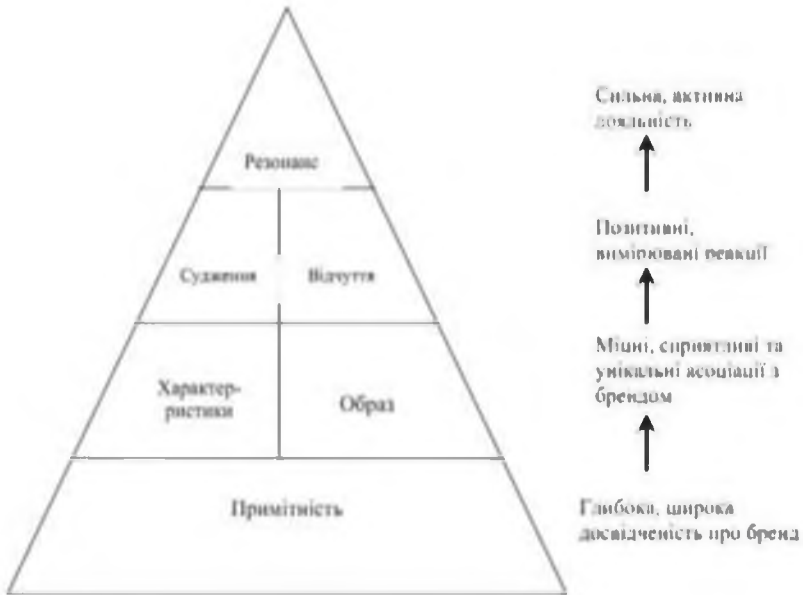 Резонанс
Сильна, активна
лояльність
Судження
Відчуття
Позитивні,
вимірювані реакції
Характер-
ристики
Образ
Міцні, сприятливі та
унікальні асоціації з
брендом
Примітність
Глибока, широка
досвідченість про бренд